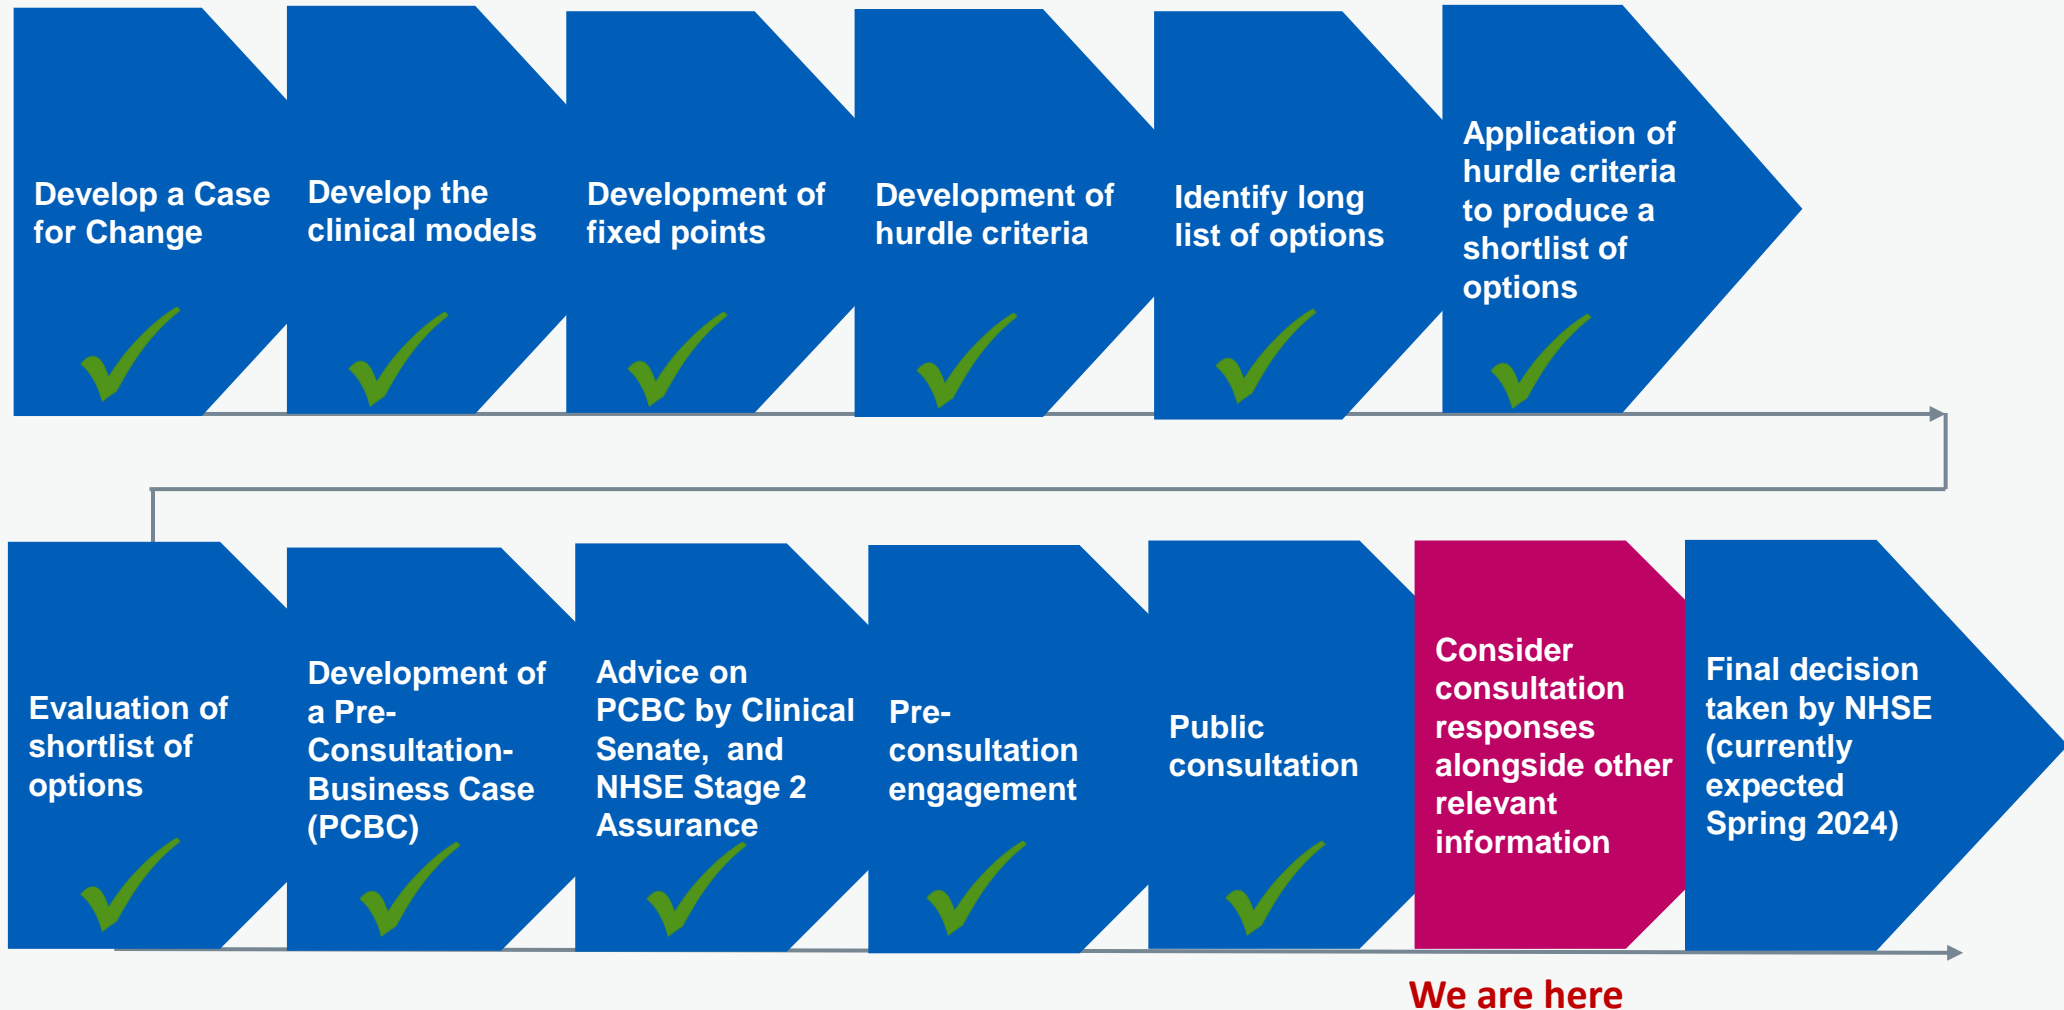 Develop a Case
for Change
Develop the
clinical models
Development of
fixed points
Development of
hurdle criteria
Identify long
list of options
Application of
hurdle criteria
to produce a
shortlist of
options
Evaluation of
shortlist of
options
Development of
a Pre-
Consultation-
Business Case
(PCBC)
Advice on
PCBC by Clinical
Senate, and
NHSE Stage 2
Assurance
Pre-
consultation
engagement
Public
consultation
Consider
consultation
responses
alongside other
relevant
information
Final decision
taken by NHSE
(currently
expected
Spring 2024)
We are here